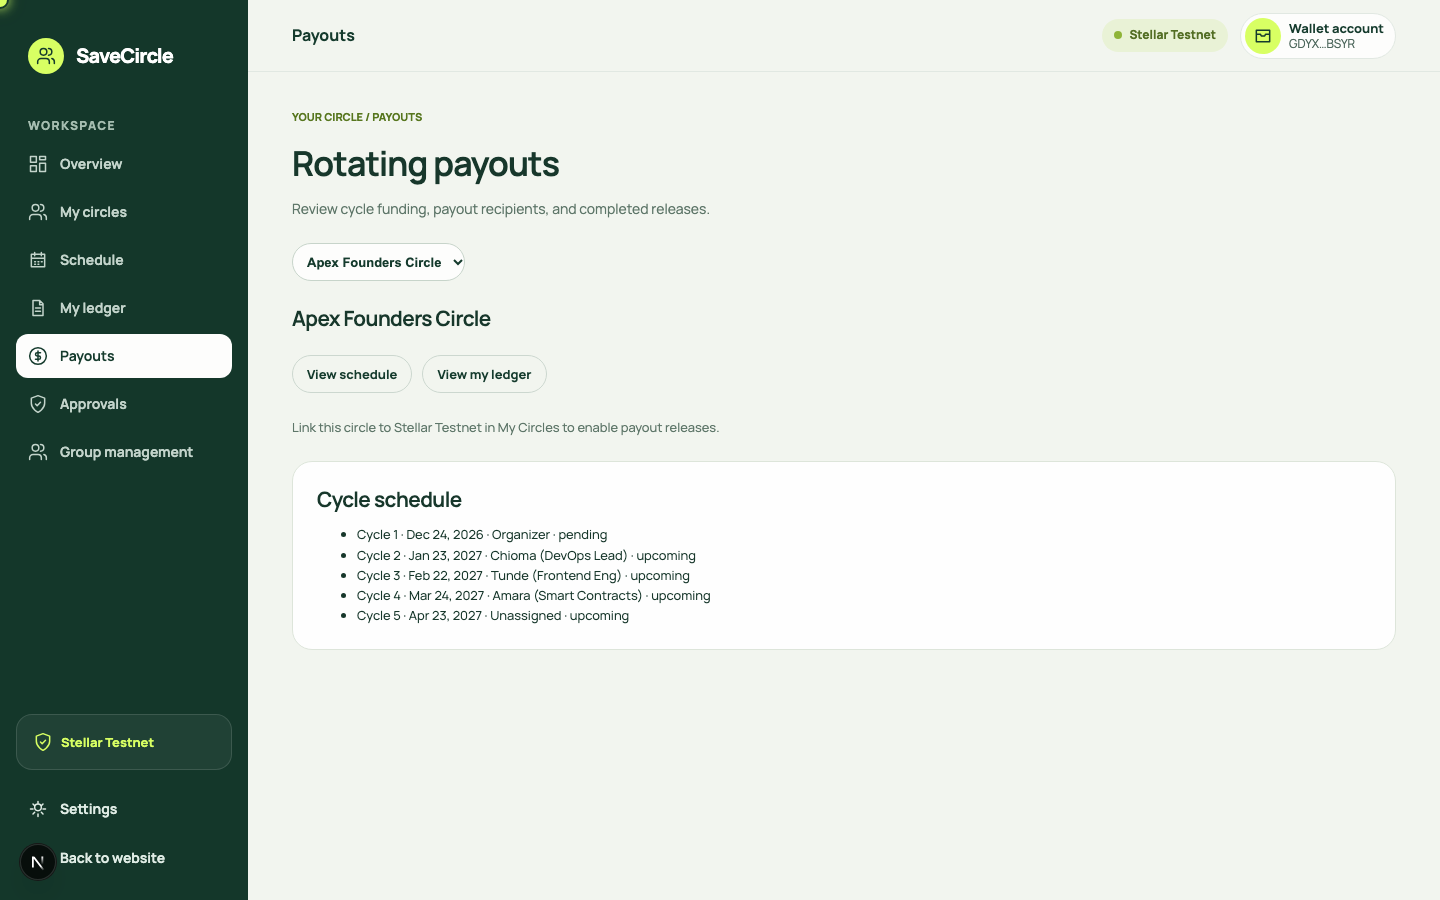 SaveCircle
WORKSPACE
Overview
My circles
Schedule
My ledger
Payouts
Approvals
Group management
Stellar Testnet
Settings
N
Back to website
Payouts
Stellar Testnet
Wallet account
GDYX...BSYR
YOUR CIRCLE / PAYOUTS
Rotating payouts
Review cycle funding, payout recipients, and completed releases.
Apex Founders Circle
Apex Founders Circle
View schedule
View my ledger
Link this circle to Stellar Testnet in My Circles to enable payout releases.
Cycle schedule
Cycle 1 · Dec 24, 2026 · Organizer · pending
Cycle 2 · Jan 23, 2027 · Chioma (DevOps Lead) · upcoming
Cycle 3 · Feb 22, 2027 · Tunde (Frontend Eng) · upcoming
Cycle 4 · Mar 24, 2027 · Amara (Smart Contracts) · upcoming
Cycle 5 · Apr 23, 2027 · Unassigned · upcoming